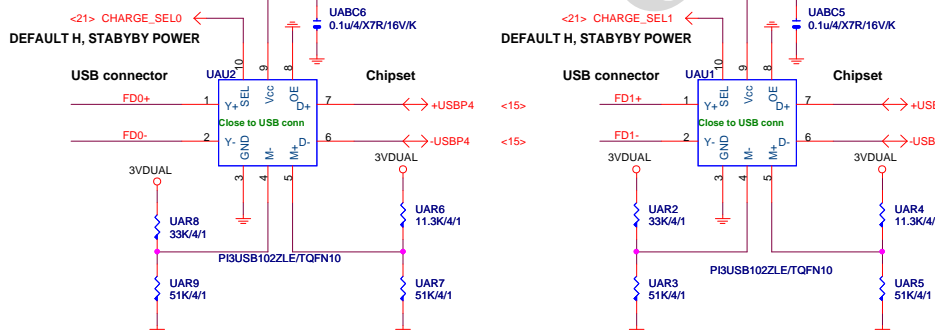 <21> CHARGE_SEL0
DEFAULT H, STABYBY POWER
UABC6
0.1u/4/X7R/16V/K
USB connector
UAU2
Chipset
10
9
8
SEL
Vcc
OE
FD0+
1
Y+
D+
7
+USBP4
<15>
Close to USB conn
FD0-
2
Y-
D-
6
-USBP4
<15>
GND
M-
M+
3
4
5
3VDUAL
3VDUAL
UAR8
33K/4/1
UAR6
11.3K/4/1
PI3USB102ZLE/TQFN10
UAR9
51K/4/1
UAR7
51K/4/1
<21> CHARGE_SEL1
DEFAULT H, STABYBY POWER
UABC5
0.1u/4/X7R/16V/K
USB connector
UAU1
Chipset
10
9
8
SEL
Vcc
OE
FD1+
1
Y+
D+
7
Close to USB conn
FD1-
2
Y-
D-
6
GND
M-
M+
3
4
5
3VDUAL
3VDUAL
UAR2
33K/4/1
UAR4
11.3K/4/1
PI3USB102ZLE/TQFN10
UAR3
51K/4/1
UAR5
51K/4/1